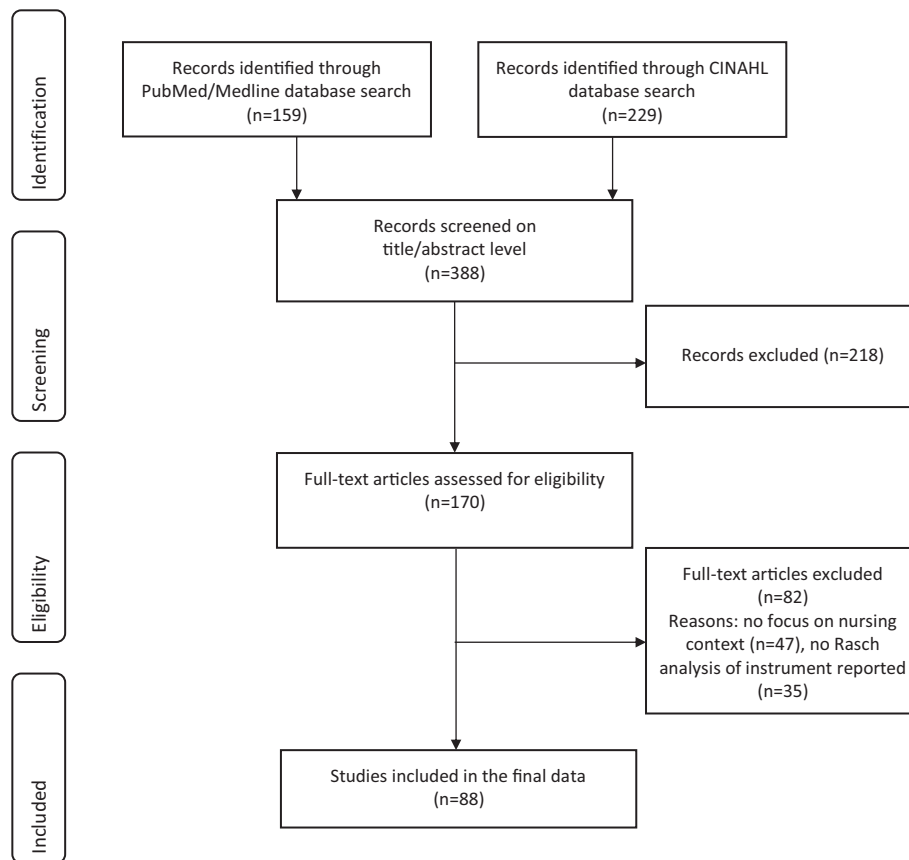 Identification
Records identified through
PubMed/Medline database search
(n=159)
Records identified through CINAHL
database search
(n=229)
Screening
Records screened on
title/abstract level
(n=388)
Records excluded (n=218)
Eligibility
Full-text articles assessed for eligibility
(n=170)
Full-text articles excluded
(n=82)
Reasons: no focus on nursing
context (n=47), no Rasch
analysis of instrument reported
(n=35)
Included
Studies included in the final data
(n=88)